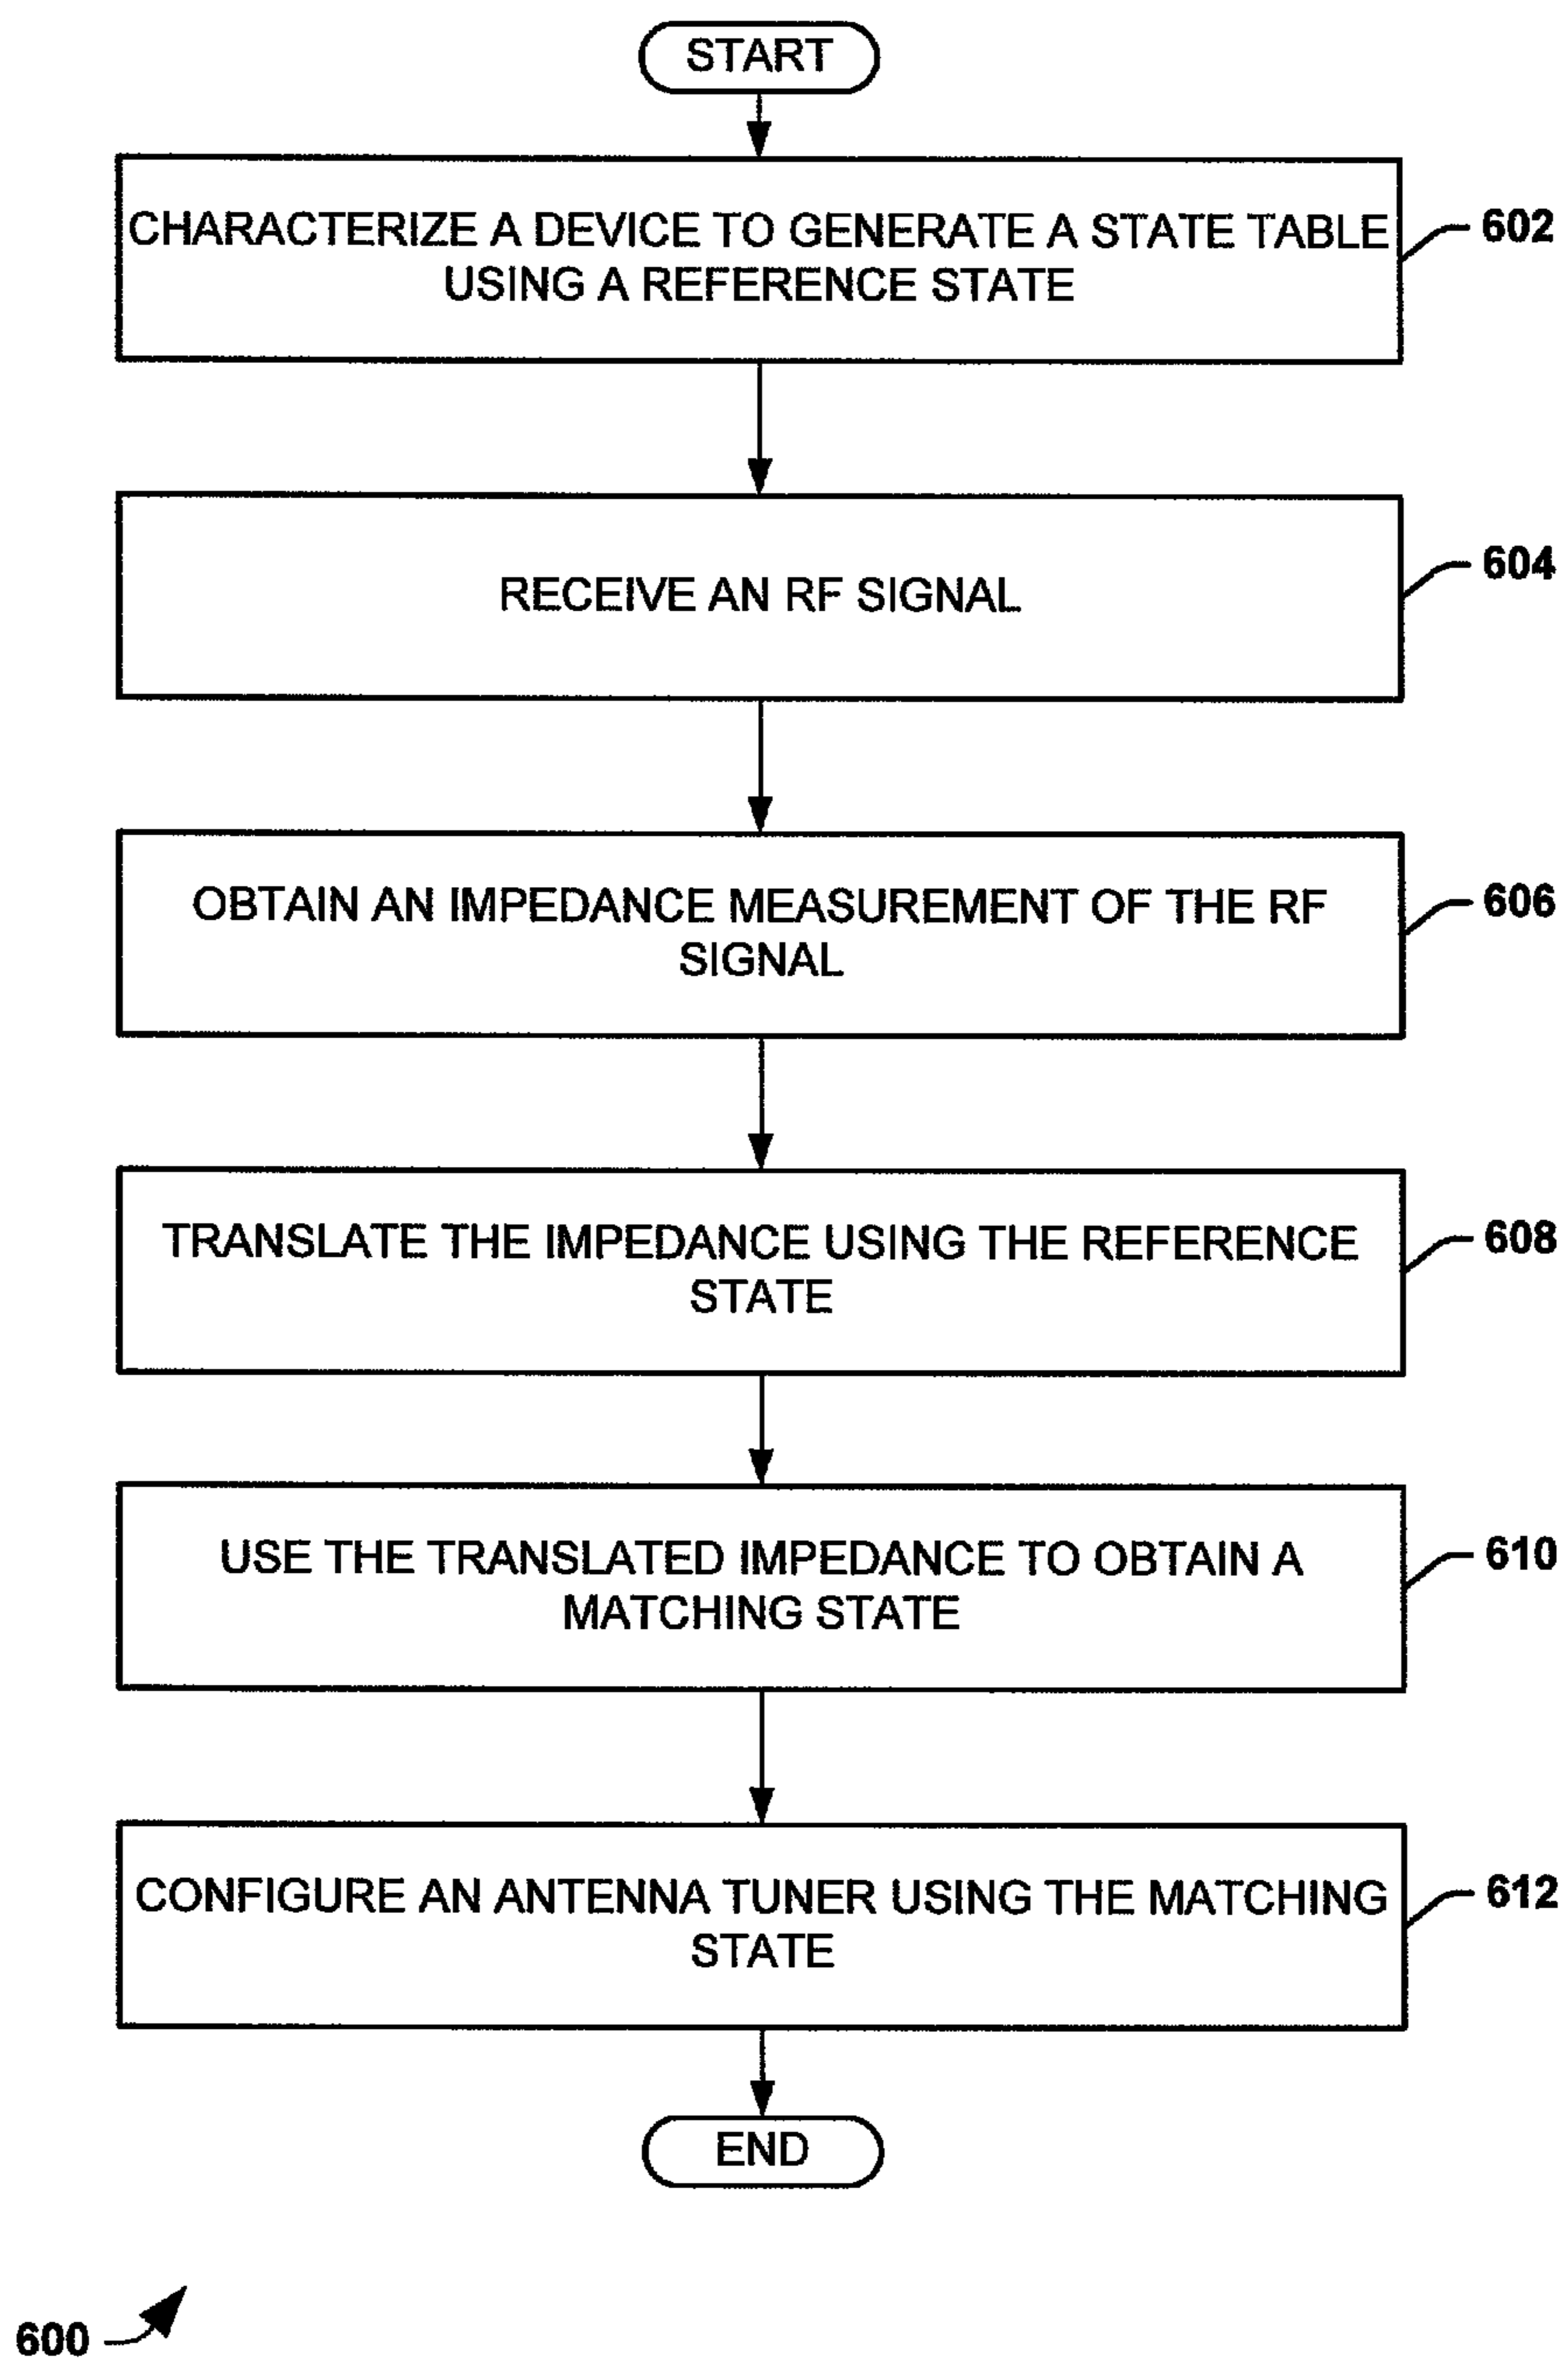 START
CHARACTERIZE A DEVICE TO GENERATE A STATE TABLE
USING A REFERENCE STATE
602
RECEIVE AN RF SIGNAL
604
OBTAIN AN IMPEDANCE MEASUREMENT OF THE RF
SIGNAL
606
TRANSLATE THE IMPEDANCE USING THE REFERENCE
STATE
608
USE THE TRANSLATED IMPEDANCE TO OBTAIN A
MATCHING STATE
610
CONFIGURE AN ANTENNA TUNER USING THE MATCHING
STATE
612
END
600